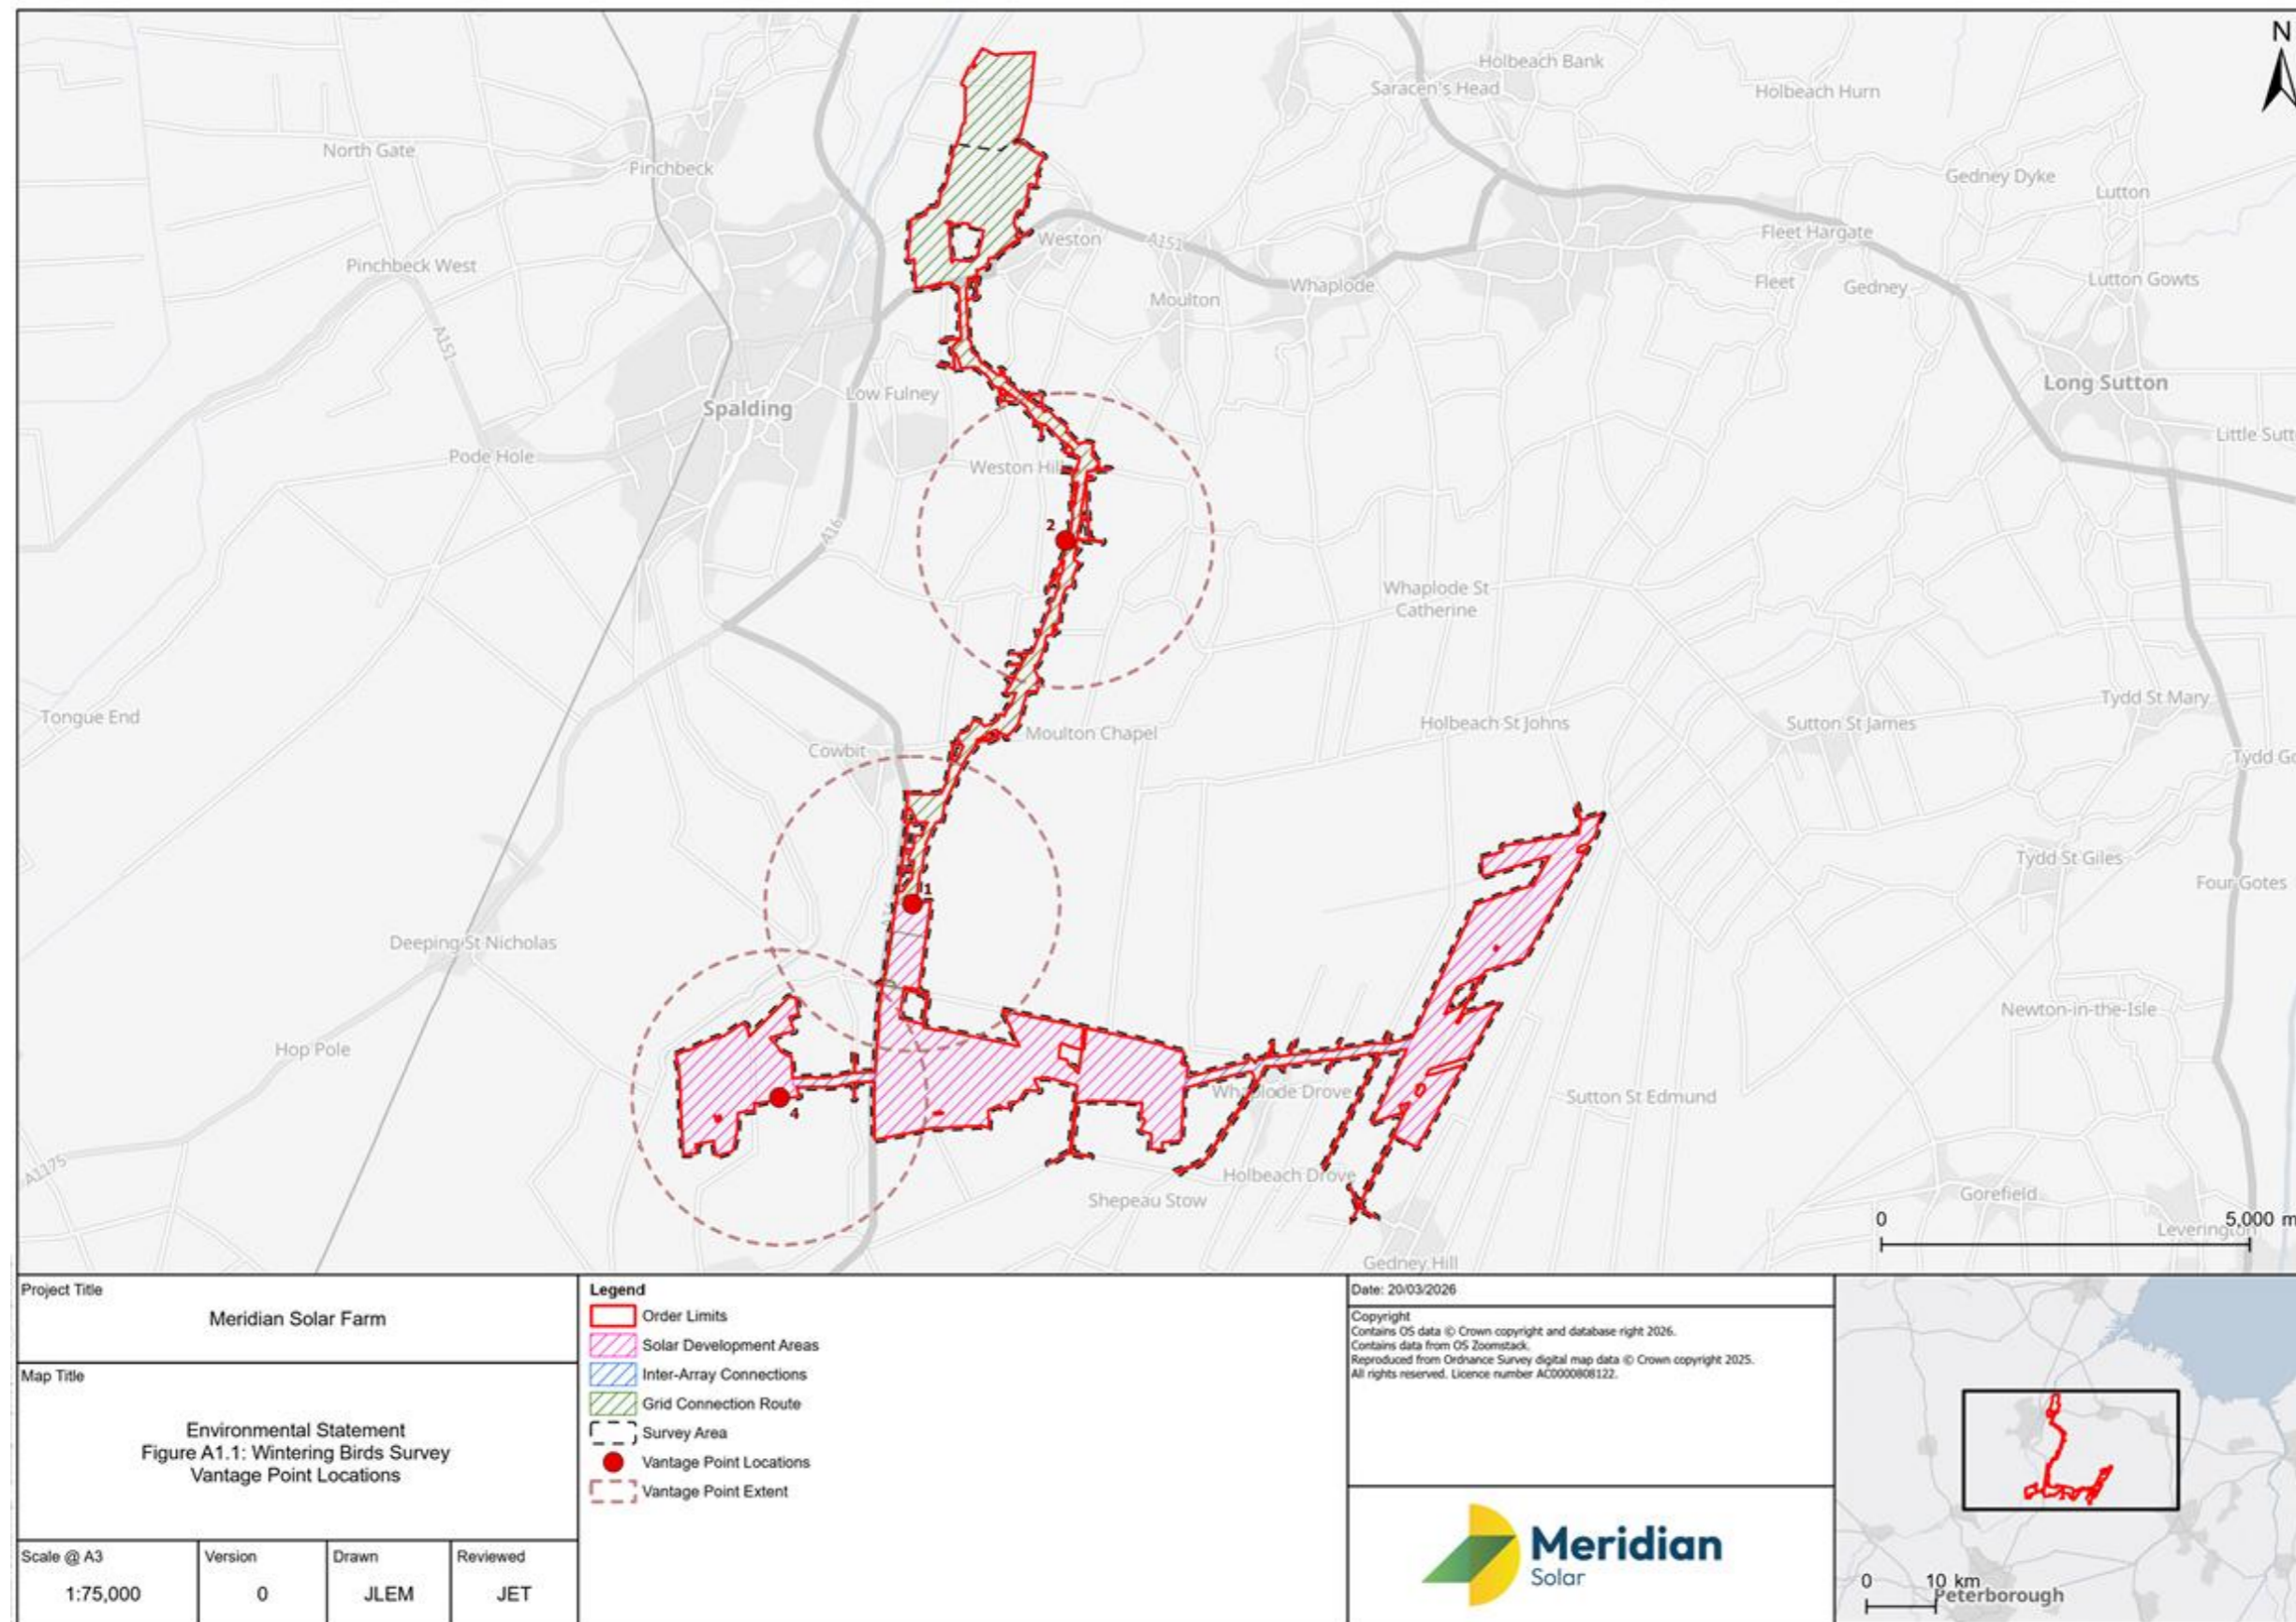 N
Holbeach Bank
Saracen's Head
Holbeach Hurn
North Gate
Pinchbeck
Gedney Dyke
Lutton
Weston
A151
Fleet Hargate
Pinchbeck West
Whaplode
Fleet
Gedney
Lutton Gowts
Moulton
A151
Low Fulney
Spalding
Long Sutton
Pode Hole
Weston Hill
Little Sutt
A16
2
Whaplode St
Catherine
Tongue End
Cowbit
Moulton Chapel
Holbeach St Johns
Sutton St James
Tydd St Mary
Tydd Go
Tydd St Giles
Four Gotes
1
Deeping St Nicholas
Newton-in-the-Isle
Hop Pole
4
Whaplode Drove
Sutton St Edmund
A1175
Holbeach Drove
Shepeau Stow
Gorefield
Leverington
Gedney Hill
0 5,000 m
Project Title
Meridian Solar Farm
Map Title
Environmental Statement
Figure A1.1: Wintering Birds Survey
Vantage Point Locations
Scale @ A3 Version Drawn Reviewed
1:75,000 0 JLEM JET
Legend
Order Limits
Solar Development Areas
Inter-Array Connections
Grid Connection Route
Survey Area
Vantage Point Locations
Vantage Point Extent
Date: 20/03/2026
Copyright
Contains OS data © Crown copyright and database right 2026.
Contains data from OS Zoomstack.
Reproduced from Ordnance Survey digital map data © Crown copyright 2025.
All rights reserved. Licence number AC0000808122.
Meridian
Solar
0 10 km
Peterborough